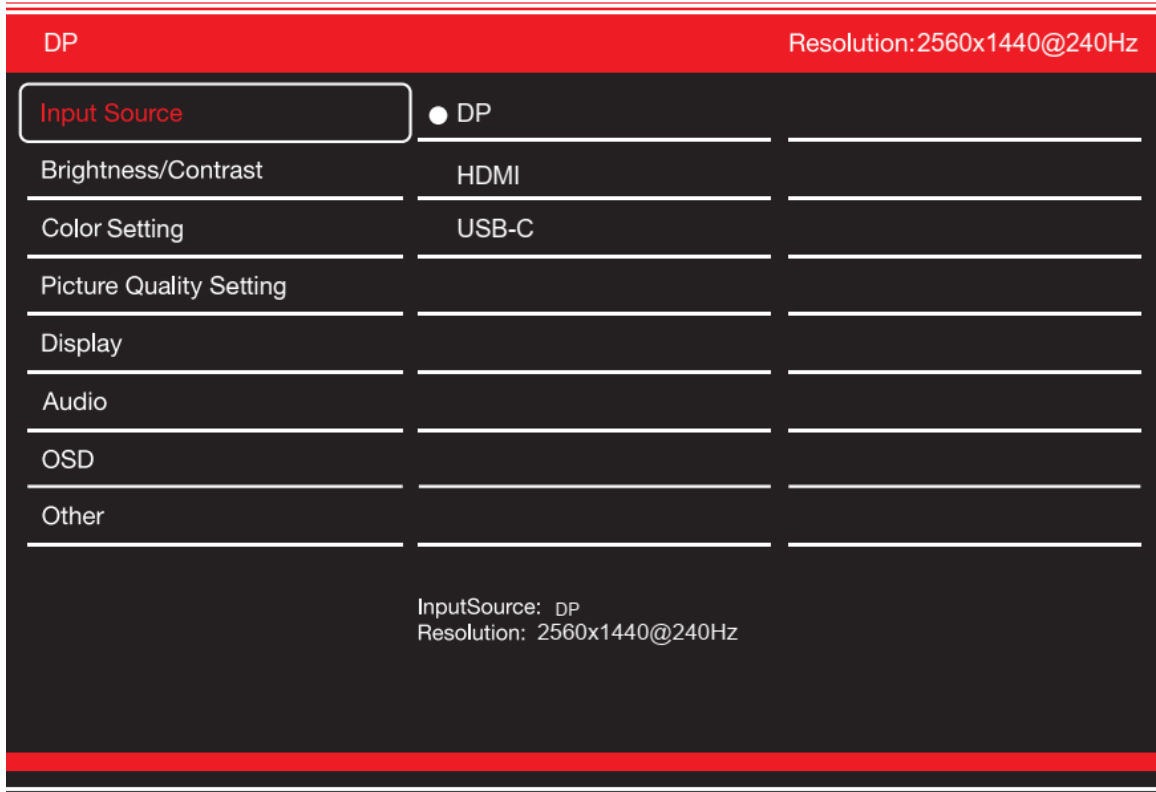 DP Resolution:2560x1440@240Hz
Input Source
DP
Brightness/Contrast
HDMI
Color Setting
USB-C
Picture Quality Setting
Display
Audio
OSD
Other
InputSource: DP
Resolution: 2560x1440@240Hz